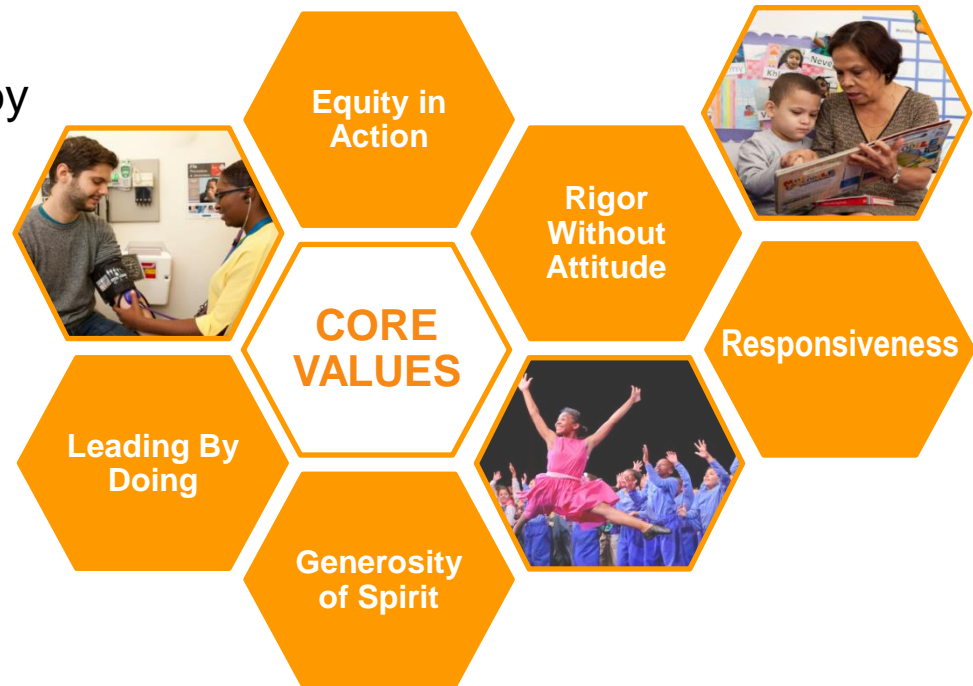 Equity in
Action
Rigor
Without
Attitude
CORE
VALUES
Responsiveness
Leading By
Doing
Generosity
of Spirit